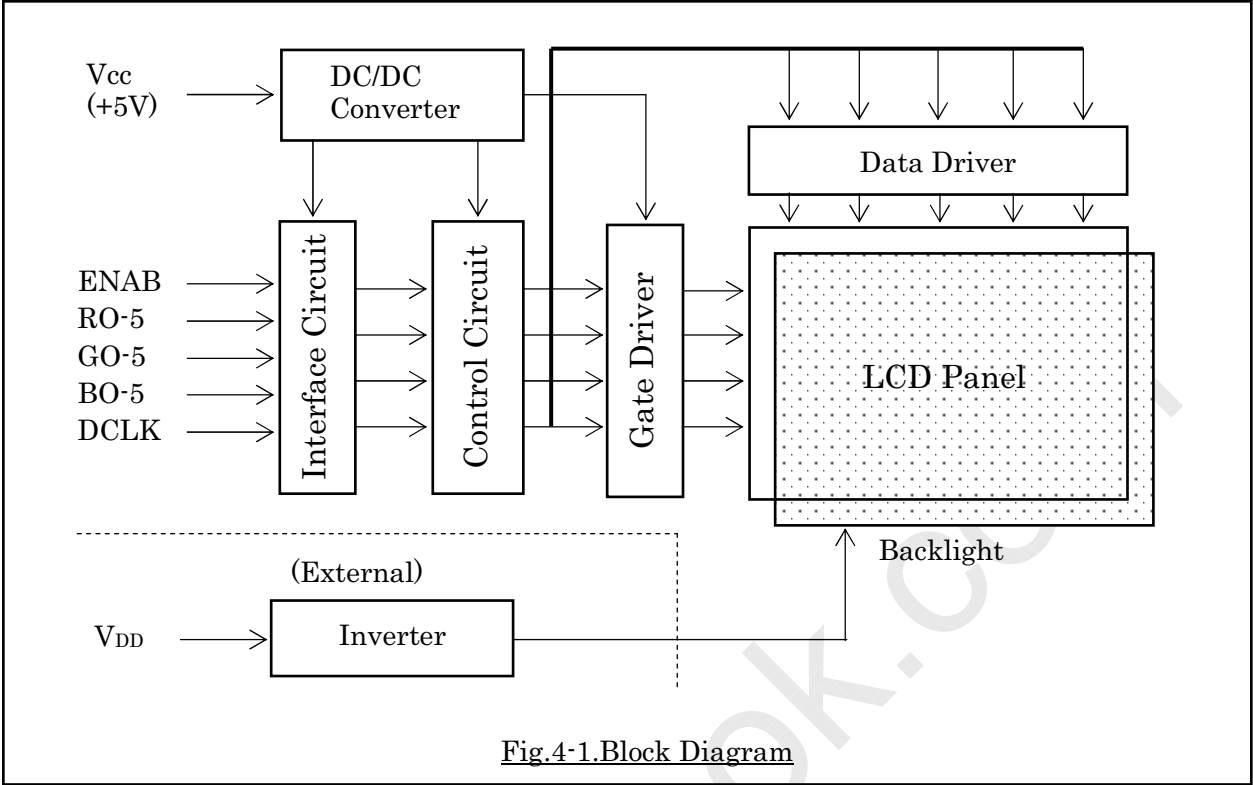 Vcc
(+5V)
DC/DC
Converter
Data Driver
ENAB
RO-5
GO-5
BO-5
DCLK
Interface Circuit
Control Circuit
Gate Driver
LCD Panel
Backlight
(External)
VDD
Inverter
Fig.4-1.Block Diagram